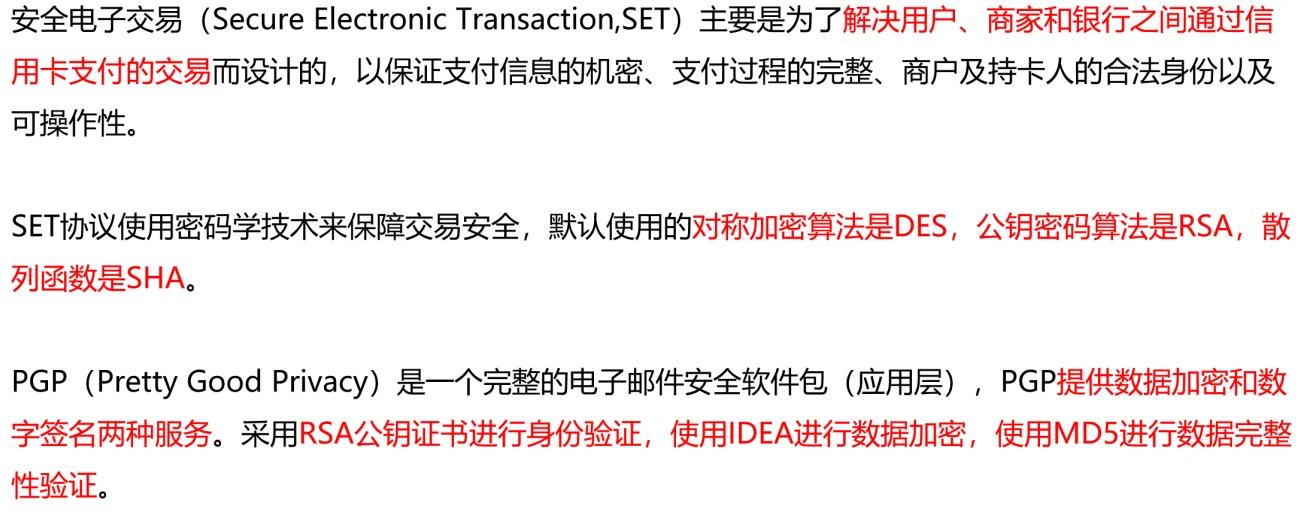 安全电子交易（Secure Electronic Transaction,SET）主要是为了解决用户、商家和银行之间通过信
用卡支付的交易而设计的，以保证支付信息的机密、支付过程的完整、商户及持卡人的合法身份以及
可操作性。
SET协议使用密码学技术来保障交易安全，默认使用的对称加密算法是DES，公钥密码算法是RSA，散
列函数是SHA。
PGP（Pretty Good Privacy）是一个完整的电子邮件安全软件包（应用层），PGP提供数据加密和数
字签名两种服务。采用RSA公钥证书进行身份验证，使用IDEA进行数据加密，使用MD5进行数据完整
性验证。